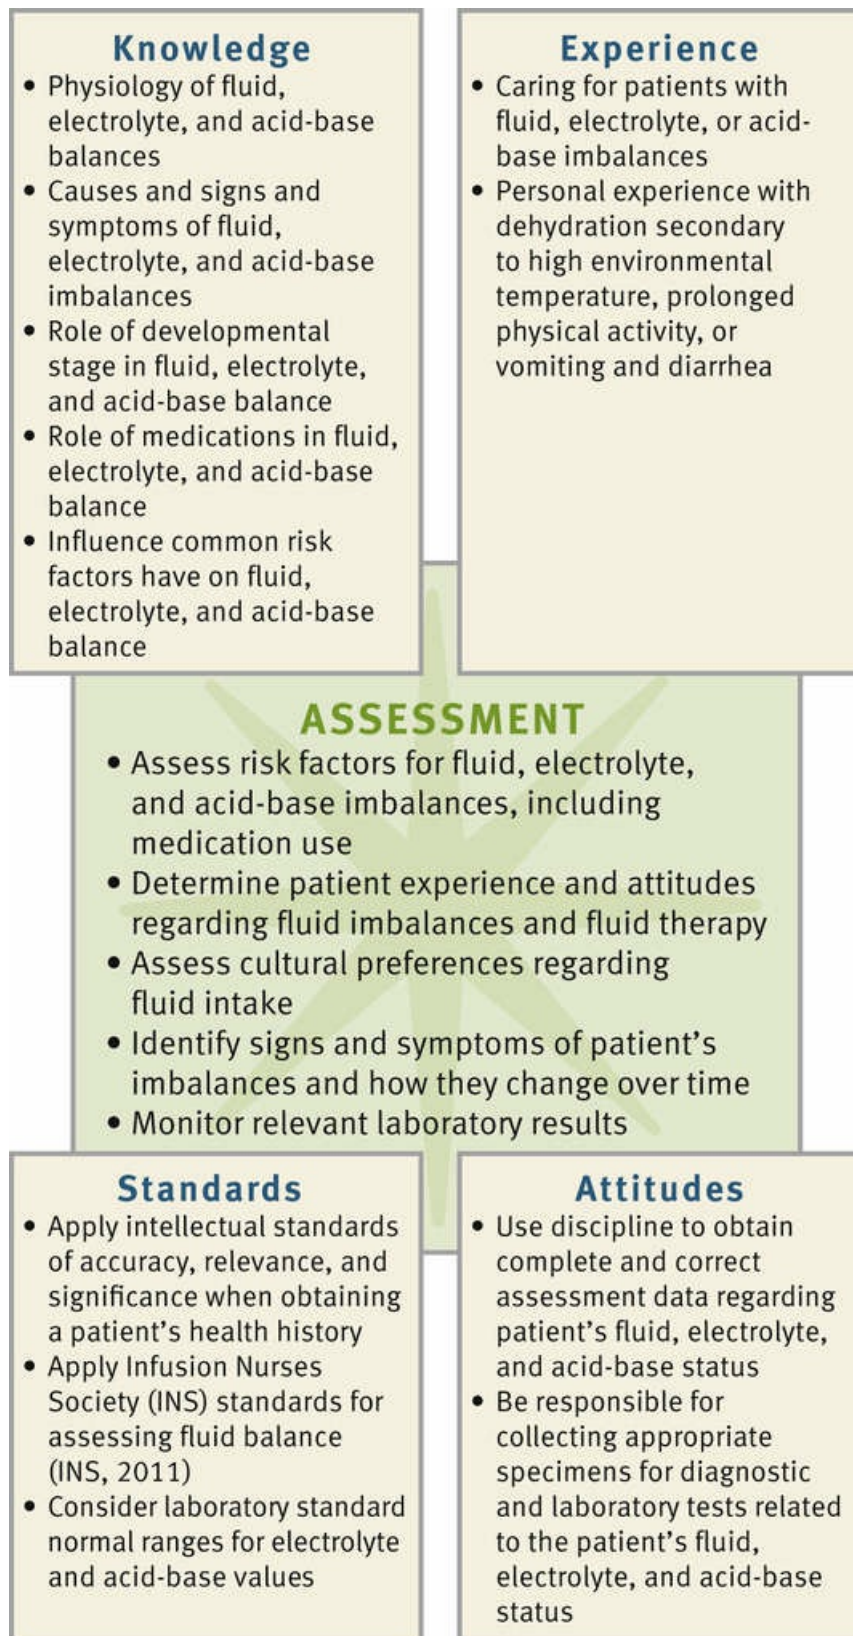 Knowledge
• Physiology of fluid,
electrolyte, and acid-base
balances
• Causes and signs and
symptoms of fluid,
electrolyte, and acid-base
imbalances
• Role of developmental
stage in fluid, electrolyte,
and acid-base balance
• Role of medications in fluid,
electrolyte, and acid-base
balance
• Influence common risk
factors have on fluid,
electrolyte, and acid-base
balance
Experience
• Caring for patients with
fluid, electrolyte, or acid-
base imbalances
• Personal experience with
dehydration secondary
to high environmental
temperature, prolonged
physical activity, or
vomiting and diarrhea
ASSESSMENT
• Assess risk factors for fluid, electrolyte,
and acid-base imbalances, including
medication use
• Determine patient experience and attitudes
regarding fluid imbalances and fluid therapy
• Assess cultural preferences regarding
fluid intake
• Identify signs and symptoms of patient's
imbalances and how they change over time
• Monitor relevant laboratory results
Standards
• Apply intellectual standards
of accuracy, relevance, and
significance when obtaining
a patient's health history
• Apply Infusion Nurses
Society (INS) standards for
assessing fluid balance
(INS, 2011)
• Consider laboratory standard
normal ranges for electrolyte
and acid-base values
Attitudes
• Use discipline to obtain
complete and correct
assessment data regarding
patient's fluid, electrolyte,
and acid-base status
• Be responsible for
collecting appropriate
specimens for diagnostic
and laboratory tests related
to the patient's fluid,
electrolyte, and acid-base
status